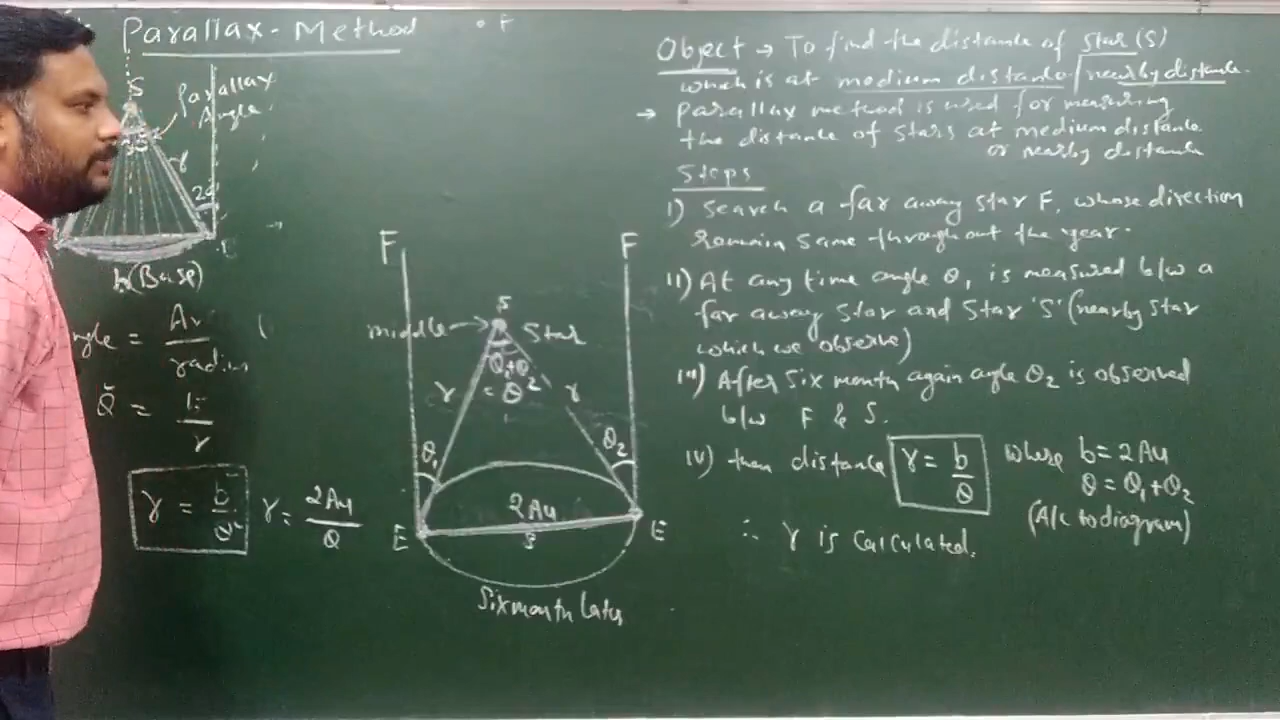 Parallax-Method
• F
S
Parallax
Angle
r
b(Base)
= Ar
radius
r = b
θ
r = 2Au
θ
F
F
S
middle → Star
θ1+θ2
= θ
r
r
θ1
θ2
2Au
E
E
S
Six month later
Object → To find the distance of Star(S)
which is at medium distance/nearby distance.
→ parallax method is used for measuring
the distance of stars at medium distance
or nearby distance
Steps
i) Search a far away star F, whose direction
remain same throughout the year.
ii) At any time angle θ1 is measured b/w a
far away star and star 'S' (nearby star
which we observe)
iii) After six month again angle θ2 is observed
b/w F & S.
iv) then distance r = b/θ where b = 2Au
θ = θ1+θ2
(A/c to diagram)
∴ r is calculated.